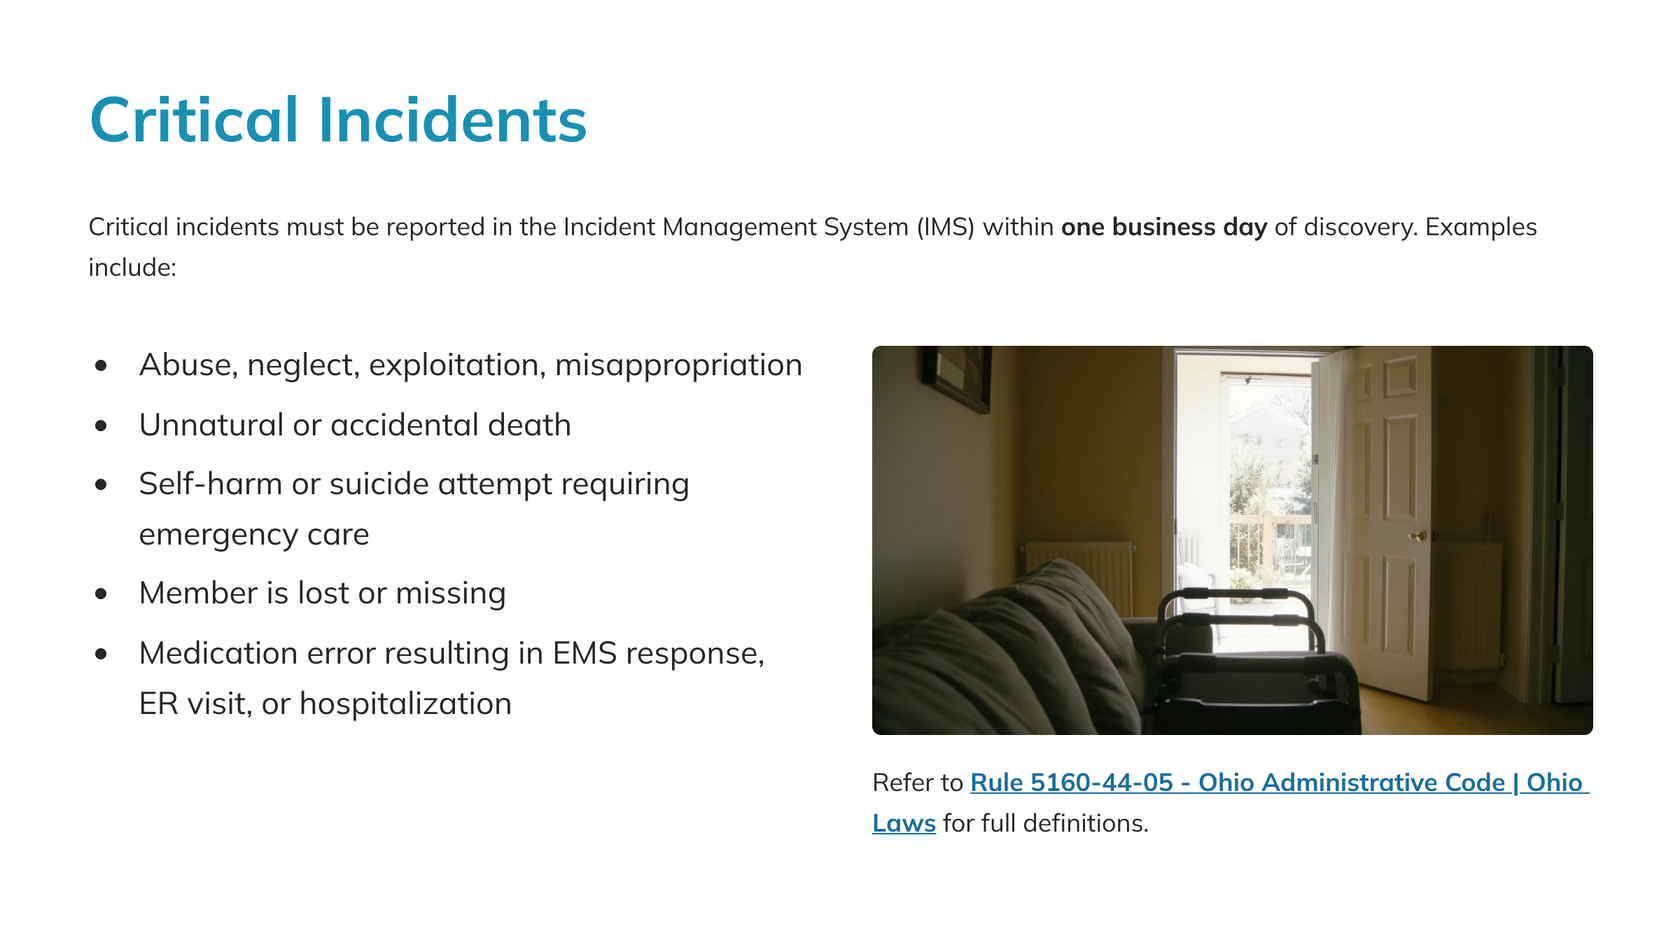 Critical Incidents
Critical incidents must be reported in the Incident Management System (IMS) within one business day of discovery. Examples
include:
• Abuse, neglect, exploitation, misappropriation
• Unnatural or accidental death
• Self-harm or suicide attempt requiring
emergency care
• Member is lost or missing
• Medication error resulting in EMS response,
ER visit, or hospitalization
Refer to Rule 5160-44-05 - Ohio Administrative Code | Ohio
Laws for full definitions.